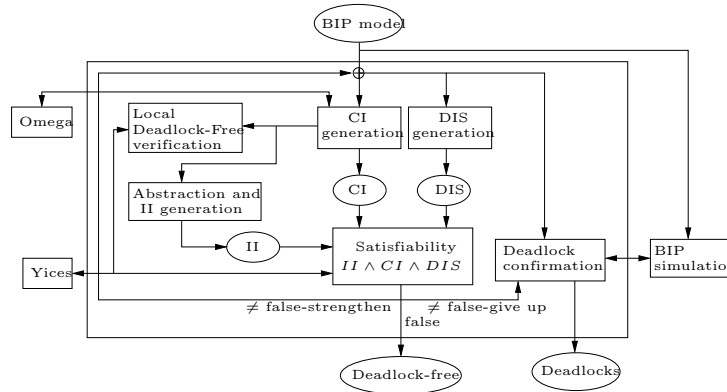 BIP model
Omega
Local
Deadlock-Free
verification
CI
generation
DIS
generation
Abstraction and
II generation
CI
DIS
II
Satisfiability
II ∧ CI ∧ DIS
Deadlock
confirmation
BIP
simulation
Yices
≠ false-strengthen
≠ false-give up
false
Deadlock-free
Deadlocks